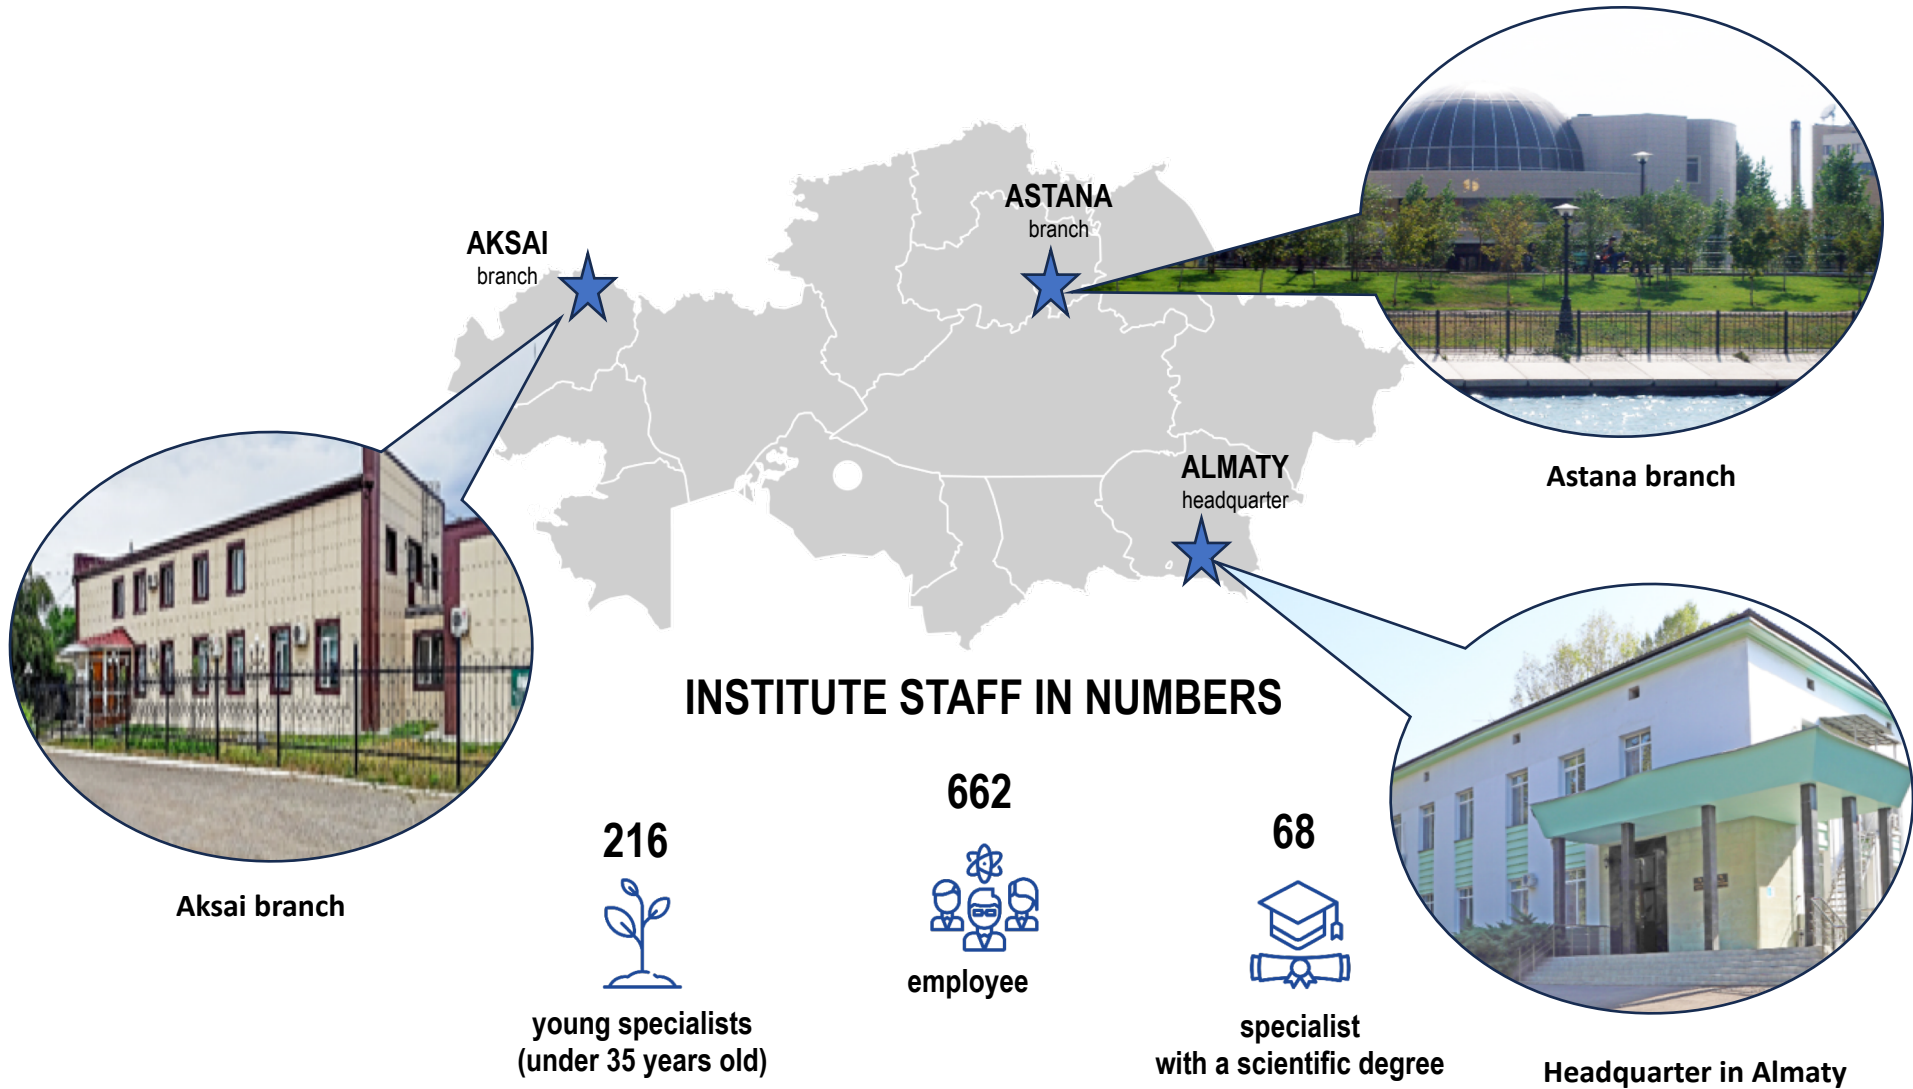 ASTANA
branch
AKSAI
branch
ALMATY
headquarter
Astana branch
Aksai branch
Headquarter in Almaty
INSTITUTE STAFF IN NUMBERS
216
young specialists
(under 35 years old)
662
employee
68
specialist
with a scientific degree